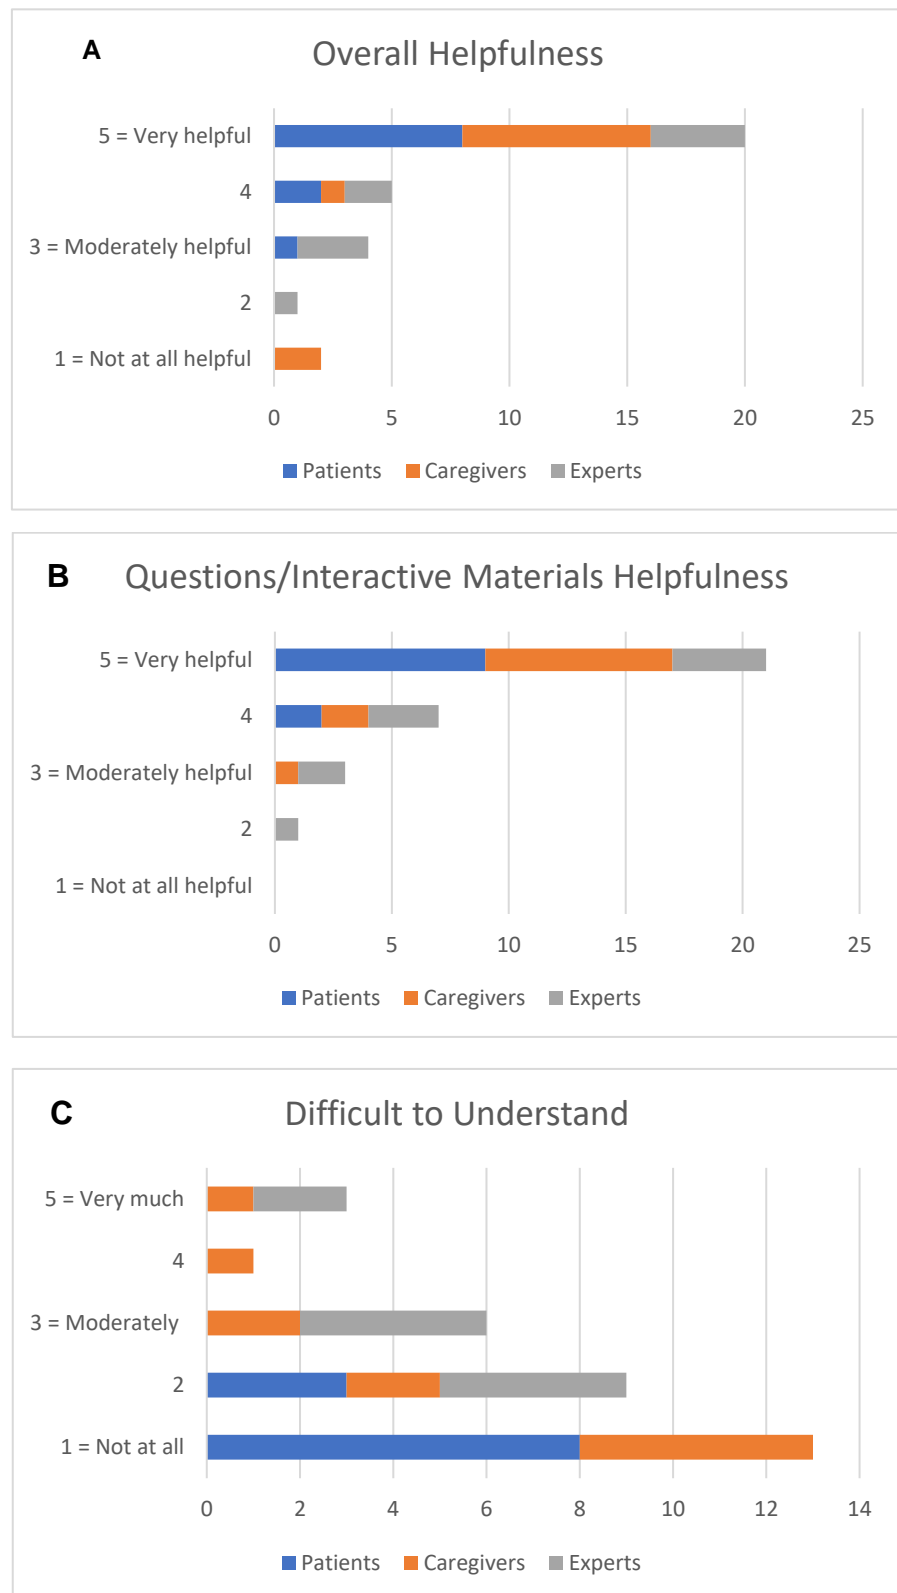 A
Overall Helpfulness
5 = Very helpful
4
3 = Moderately helpful
2
1 = Not at all helpful
0 5 10 15 20 25
Patients Caregivers Experts
B
Questions/Interactive Materials Helpfulness
5 = Very helpful
4
3 = Moderately helpful
2
1 = Not at all helpful
0 5 10 15 20 25
Patients Caregivers Experts
C
Difficult to Understand
5 = Very much
4
3 = Moderately
2
1 = Not at all
0 2 4 6 8 10 12 14
Patients Caregivers Experts